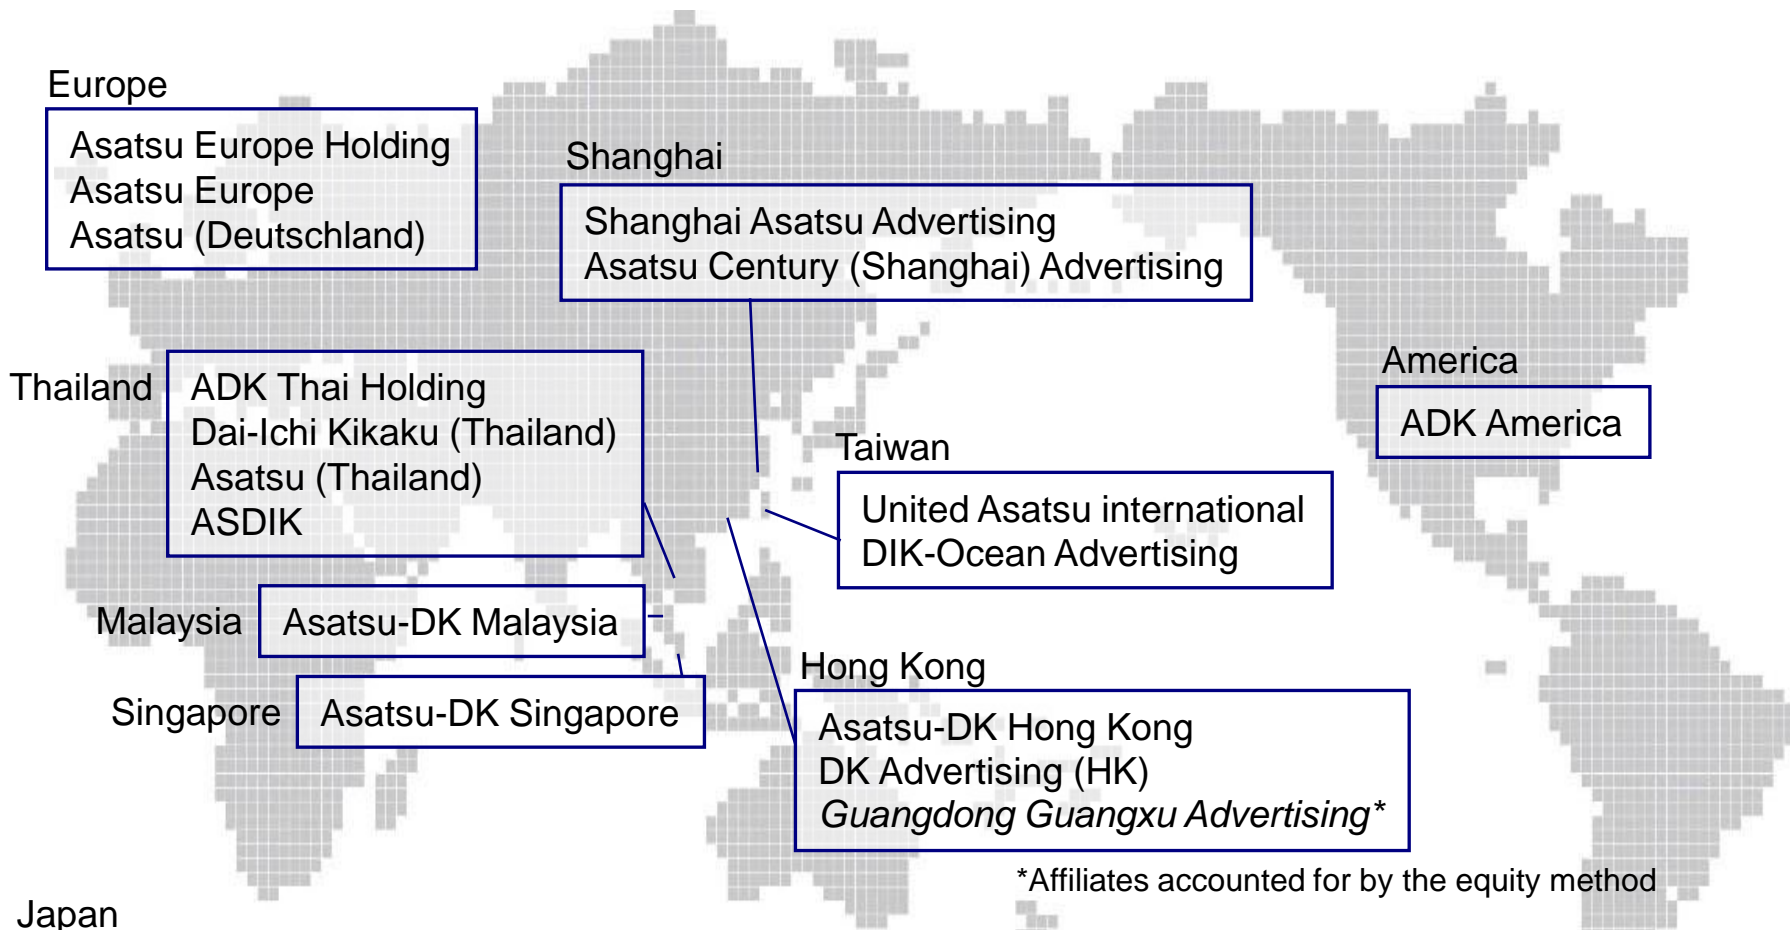 Europe
Asatsu Europe Holding
Asatsu Europe
Asatsu (Deutschland)
Shanghai
Shanghai Asatsu Advertising
Asatsu Century (Shanghai) Advertising
Thailand
ADK Thai Holding
Dai-Ichi Kikaku (Thailand)
Asatsu (Thailand)
ASDIK
America
ADK America
Taiwan
United Asatsu international
DIK-Ocean Advertising
Malaysia
Asatsu-DK Malaysia
Singapore
Asatsu-DK Singapore
Hong Kong
Asatsu-DK Hong Kong
DK Advertising (HK)
Guangdong Guangxu Advertising*
*Affiliates accounted for by the equity method
Japan